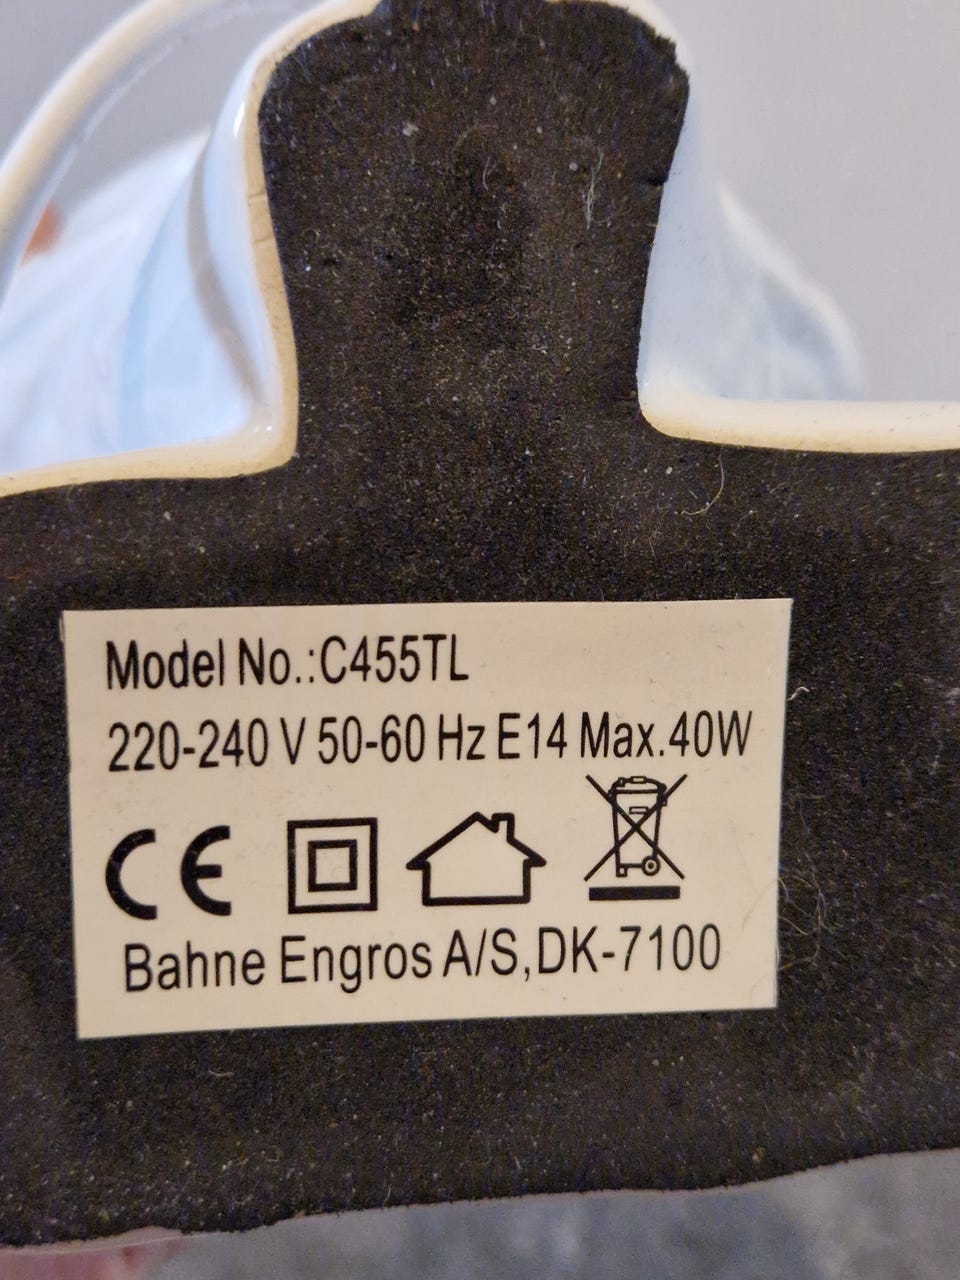 Model No.:C455TL
220-240 V 50-60 Hz E14 Max.40W
CE
Bahne Engros A/S,DK-7100